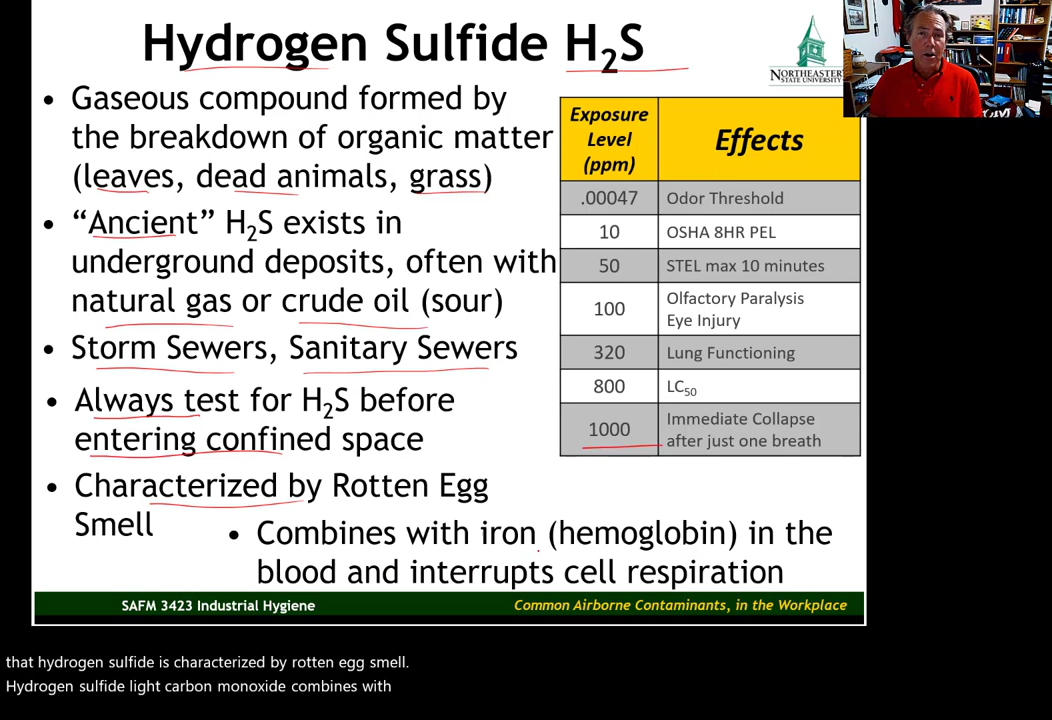 Hydrogen Sulfide H₂S
NORTHEASTER
STATE UNIVERSITY
• Gaseous compound formed by
the breakdown of organic matter
(leaves, dead animals, grass)
• “Ancient” H₂S exists in
underground deposits, often with
natural gas or crude oil (sour)
• Storm Sewers, Sanitary Sewers
• Always test for H₂S before
entering confined space
• Characterized by Rotten Egg
Smell
• Combines with iron (hemoglobin) in the
blood and interrupts cell respiration
Exposure
Level
(ppm)
Effects
.00047 Odor Threshold
10 OSHA 8HR PEL
50 STEL max 10 minutes
100 Olfactory Paralysis
Eye Injury
320 Lung Functioning
800 LC₅₀
1000 Immediate Collapse
after just one breath
SAFM 3423 Industrial Hygiene
Common Airborne Contaminants, in the Workplace
that hydrogen sulfide is characterized by rotten egg smell.
Hydrogen sulfide light carbon monoxide combines with